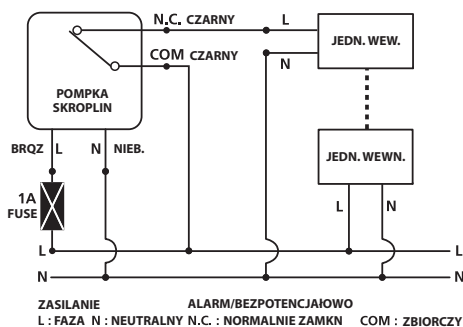 N.C. CZARNY
L
COM CZARNY
N
JEDN. WEW.
POMPKA
SKROPLIN
BRQZ L
N NIEB.
JEDN. WEWN.
1A
FUSE
L
N
L
L
N
N
ZASILANIE
ALARM/BEZPOTENCJAŁOWO
L : FAZA N : NEUTRALNY N.C. : NORMALNIE ZAMKN COM : ZBIORCZY